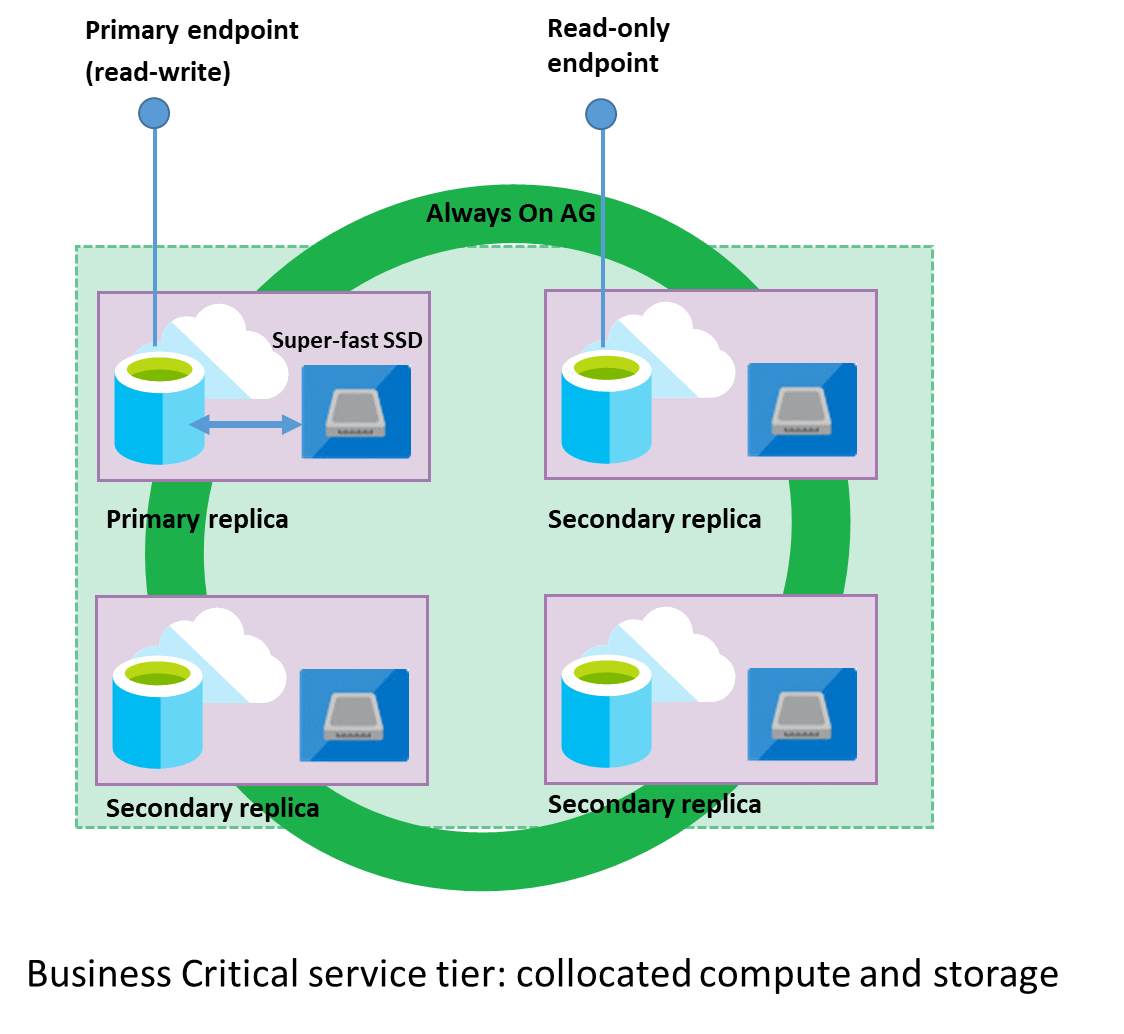 Primary endpoint
(read-write)
Read-only
endpoint
Always On AG
Super-fast SSD
Primary replica
Secondary replica
Secondary replica
Secondary replica
Business Critical service tier: collocated compute and storage